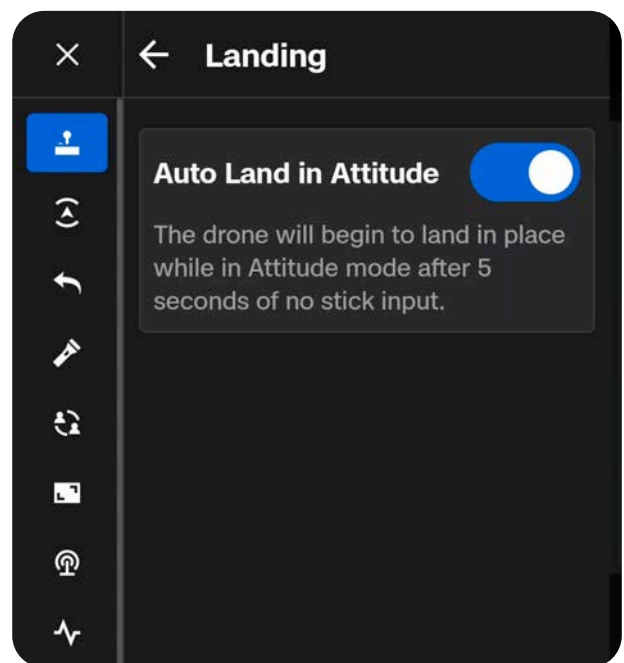 Landing
Auto Land in Attitude
The drone will begin to land in place
while in Attitude mode after 5
seconds of no stick input.